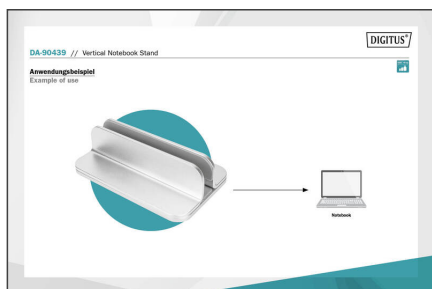 DIGITUS®
DA-90439 // Vertical Notebook Stand
Anwendungsbeispiel
Example of use
Notebook